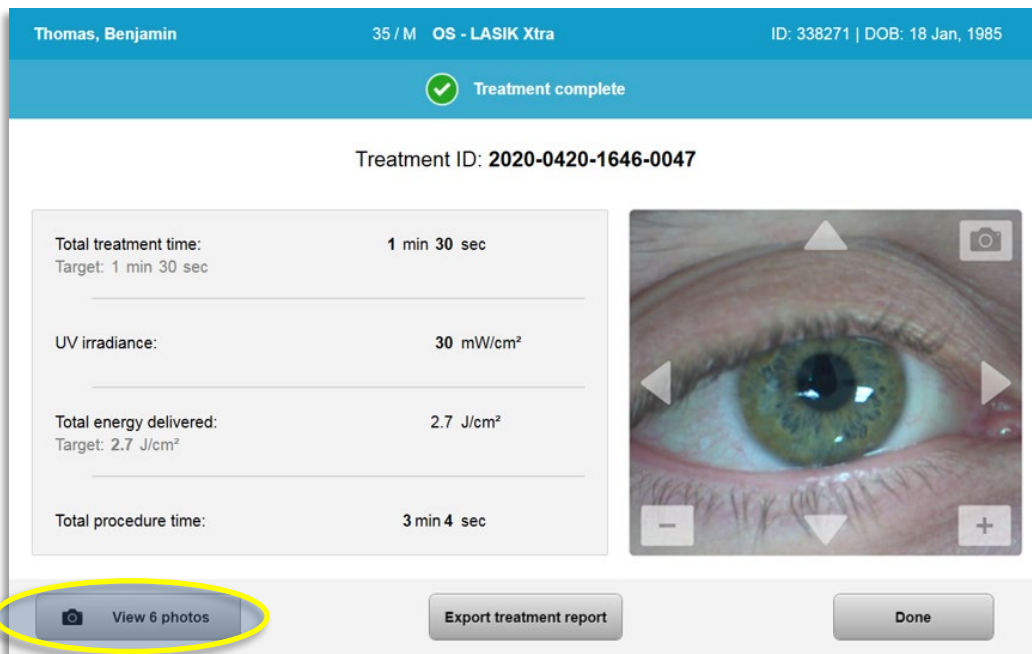 Thomas, Benjamin 35 / M OS - LASIK Xtra ID: 338271 | DOB: 18 Jan, 1985
Treatment complete
Treatment ID: 2020-0420-1646-0047
Total treatment time: 1 min 30 sec
Target: 1 min 30 sec
UV irradiance: 30 mW/cm²
Total energy delivered: 2.7 J/cm²
Target: 2.7 J/cm²
Total procedure time: 3 min 4 sec
View 6 photos Export treatment report Done